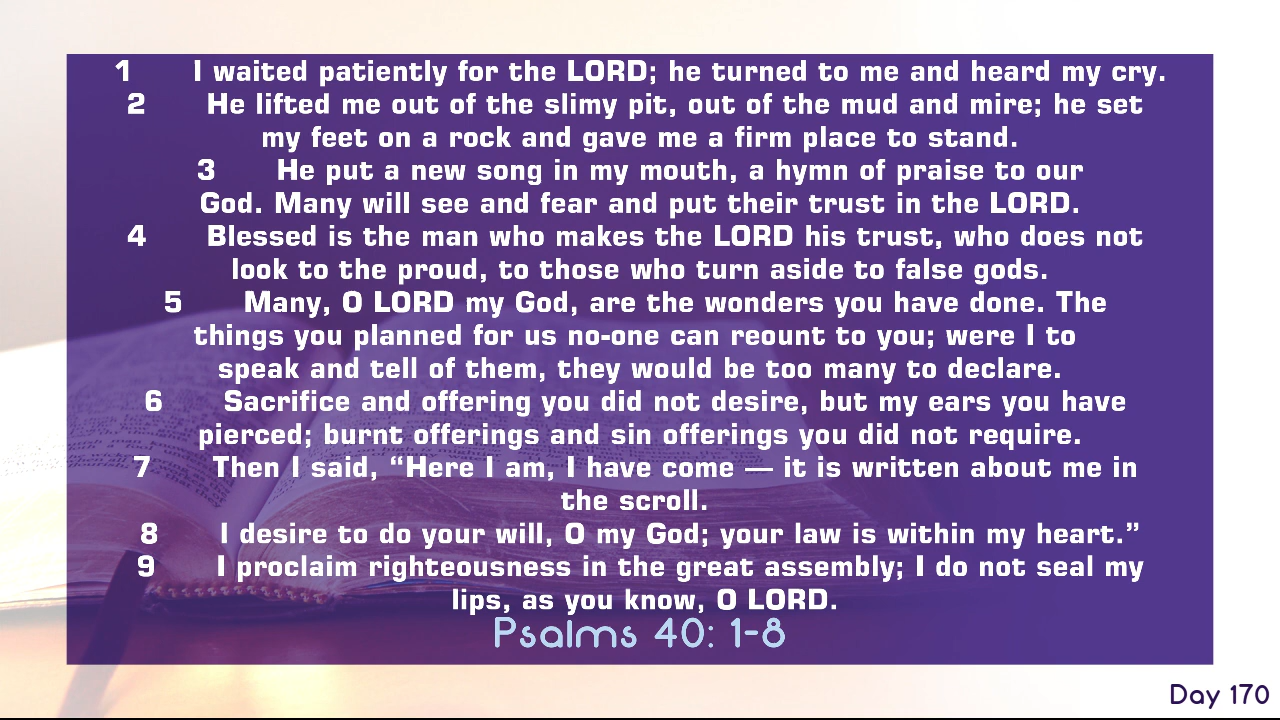 1 I waited patiently for the LORD; he turned to me and heard my cry.
2 He lifted me out of the slimy pit, out of the mud and mire; he set
my feet on a rock and gave me a firm place to stand.
3 He put a new song in my mouth, a hymn of praise to our
God. Many will see and fear and put their trust in the LORD.
4 Blessed is the man who makes the LORD his trust, who does not
look to the proud, to those who turn aside to false gods.
5 Many, O LORD my God, are the wonders you have done. The
things you planned for us no-one can reount to you; were I to
speak and tell of them, they would be too many to declare.
6 Sacrifice and offering you did not desire, but my ears you have
pierced; burnt offerings and sin offerings you did not require.
7 Then I said, “Here I am, I have come — it is written about me in
the scroll.
8 I desire to do your will, O my God; your law is within my heart.”
9 I proclaim righteousness in the great assembly; I do not seal my
lips, as you know, O LORD.
Psalms 40: 1-8
Day 170